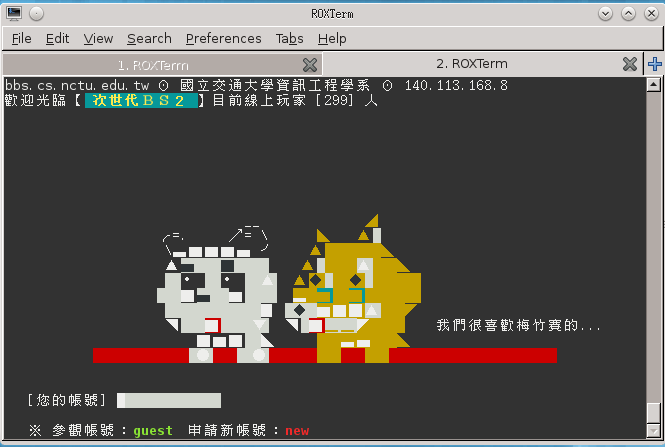 ROXTerm
File Edit View Search Preferences Tabs Help
1. ROXTerm
2. ROXTerm
bbs.cs.nctu.edu.tw ⊙ 國立交通大學資訊工程學系 ⊙ 140.113.168.8
歡迎光臨【 次世代ＢＳ２ 】目前線上玩家 [299] 人
我們很喜歡梅竹賽的...
[您的帳號]
※ 參觀帳號：guest 申請新帳號：new